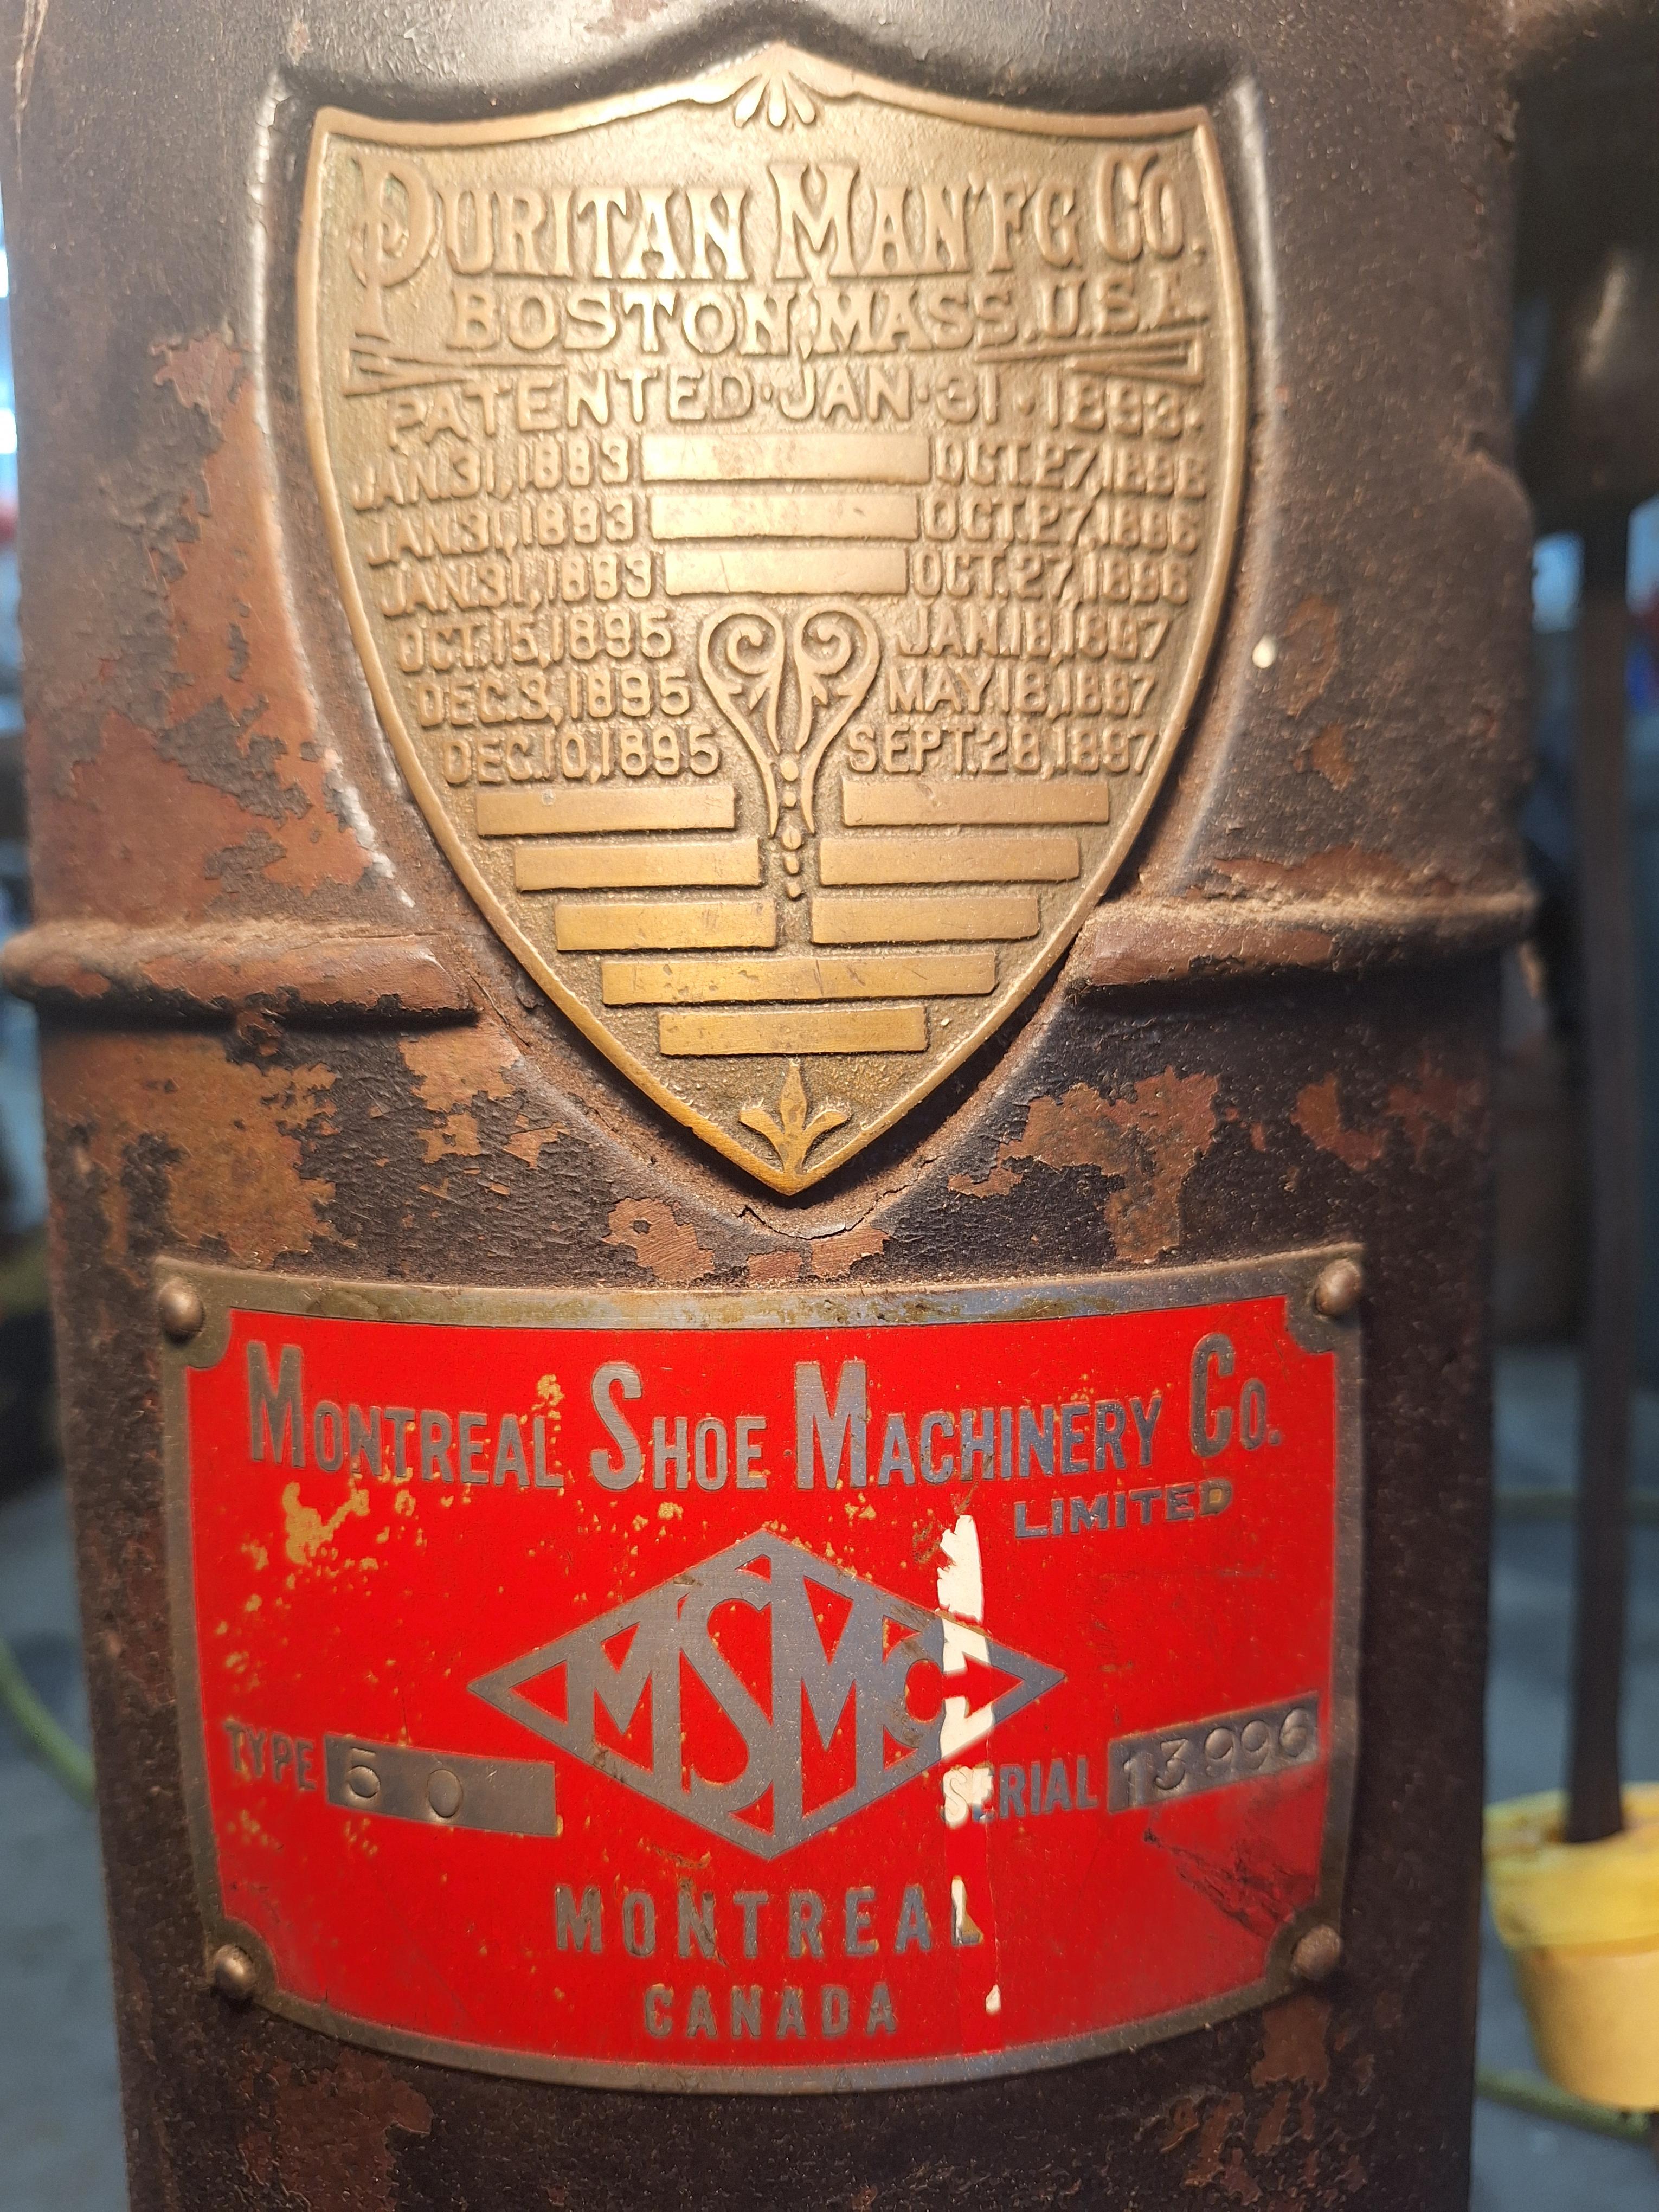 PURITAN MAN'F'G CO.
BOSTON, MASS. U.S.A.
PATENTED · JAN · 31 · 1893 ·
JAN. 31, 1893 OCT. 27, 1896
JAN. 31, 1893 OCT. 27, 1896
JAN. 31, 1893 OCT. 27, 1896
OCT. 15, 1895 JAN. 18, 1897
DEC. 3, 1895 MAY. 18, 1897
DEC. 10, 1895 SEPT. 28, 1897
MONTREAL SHOE MACHINERY CO.
LIMITED
MSMC
TYPE 50 SERIAL 13996
MONTREAL
CANADA